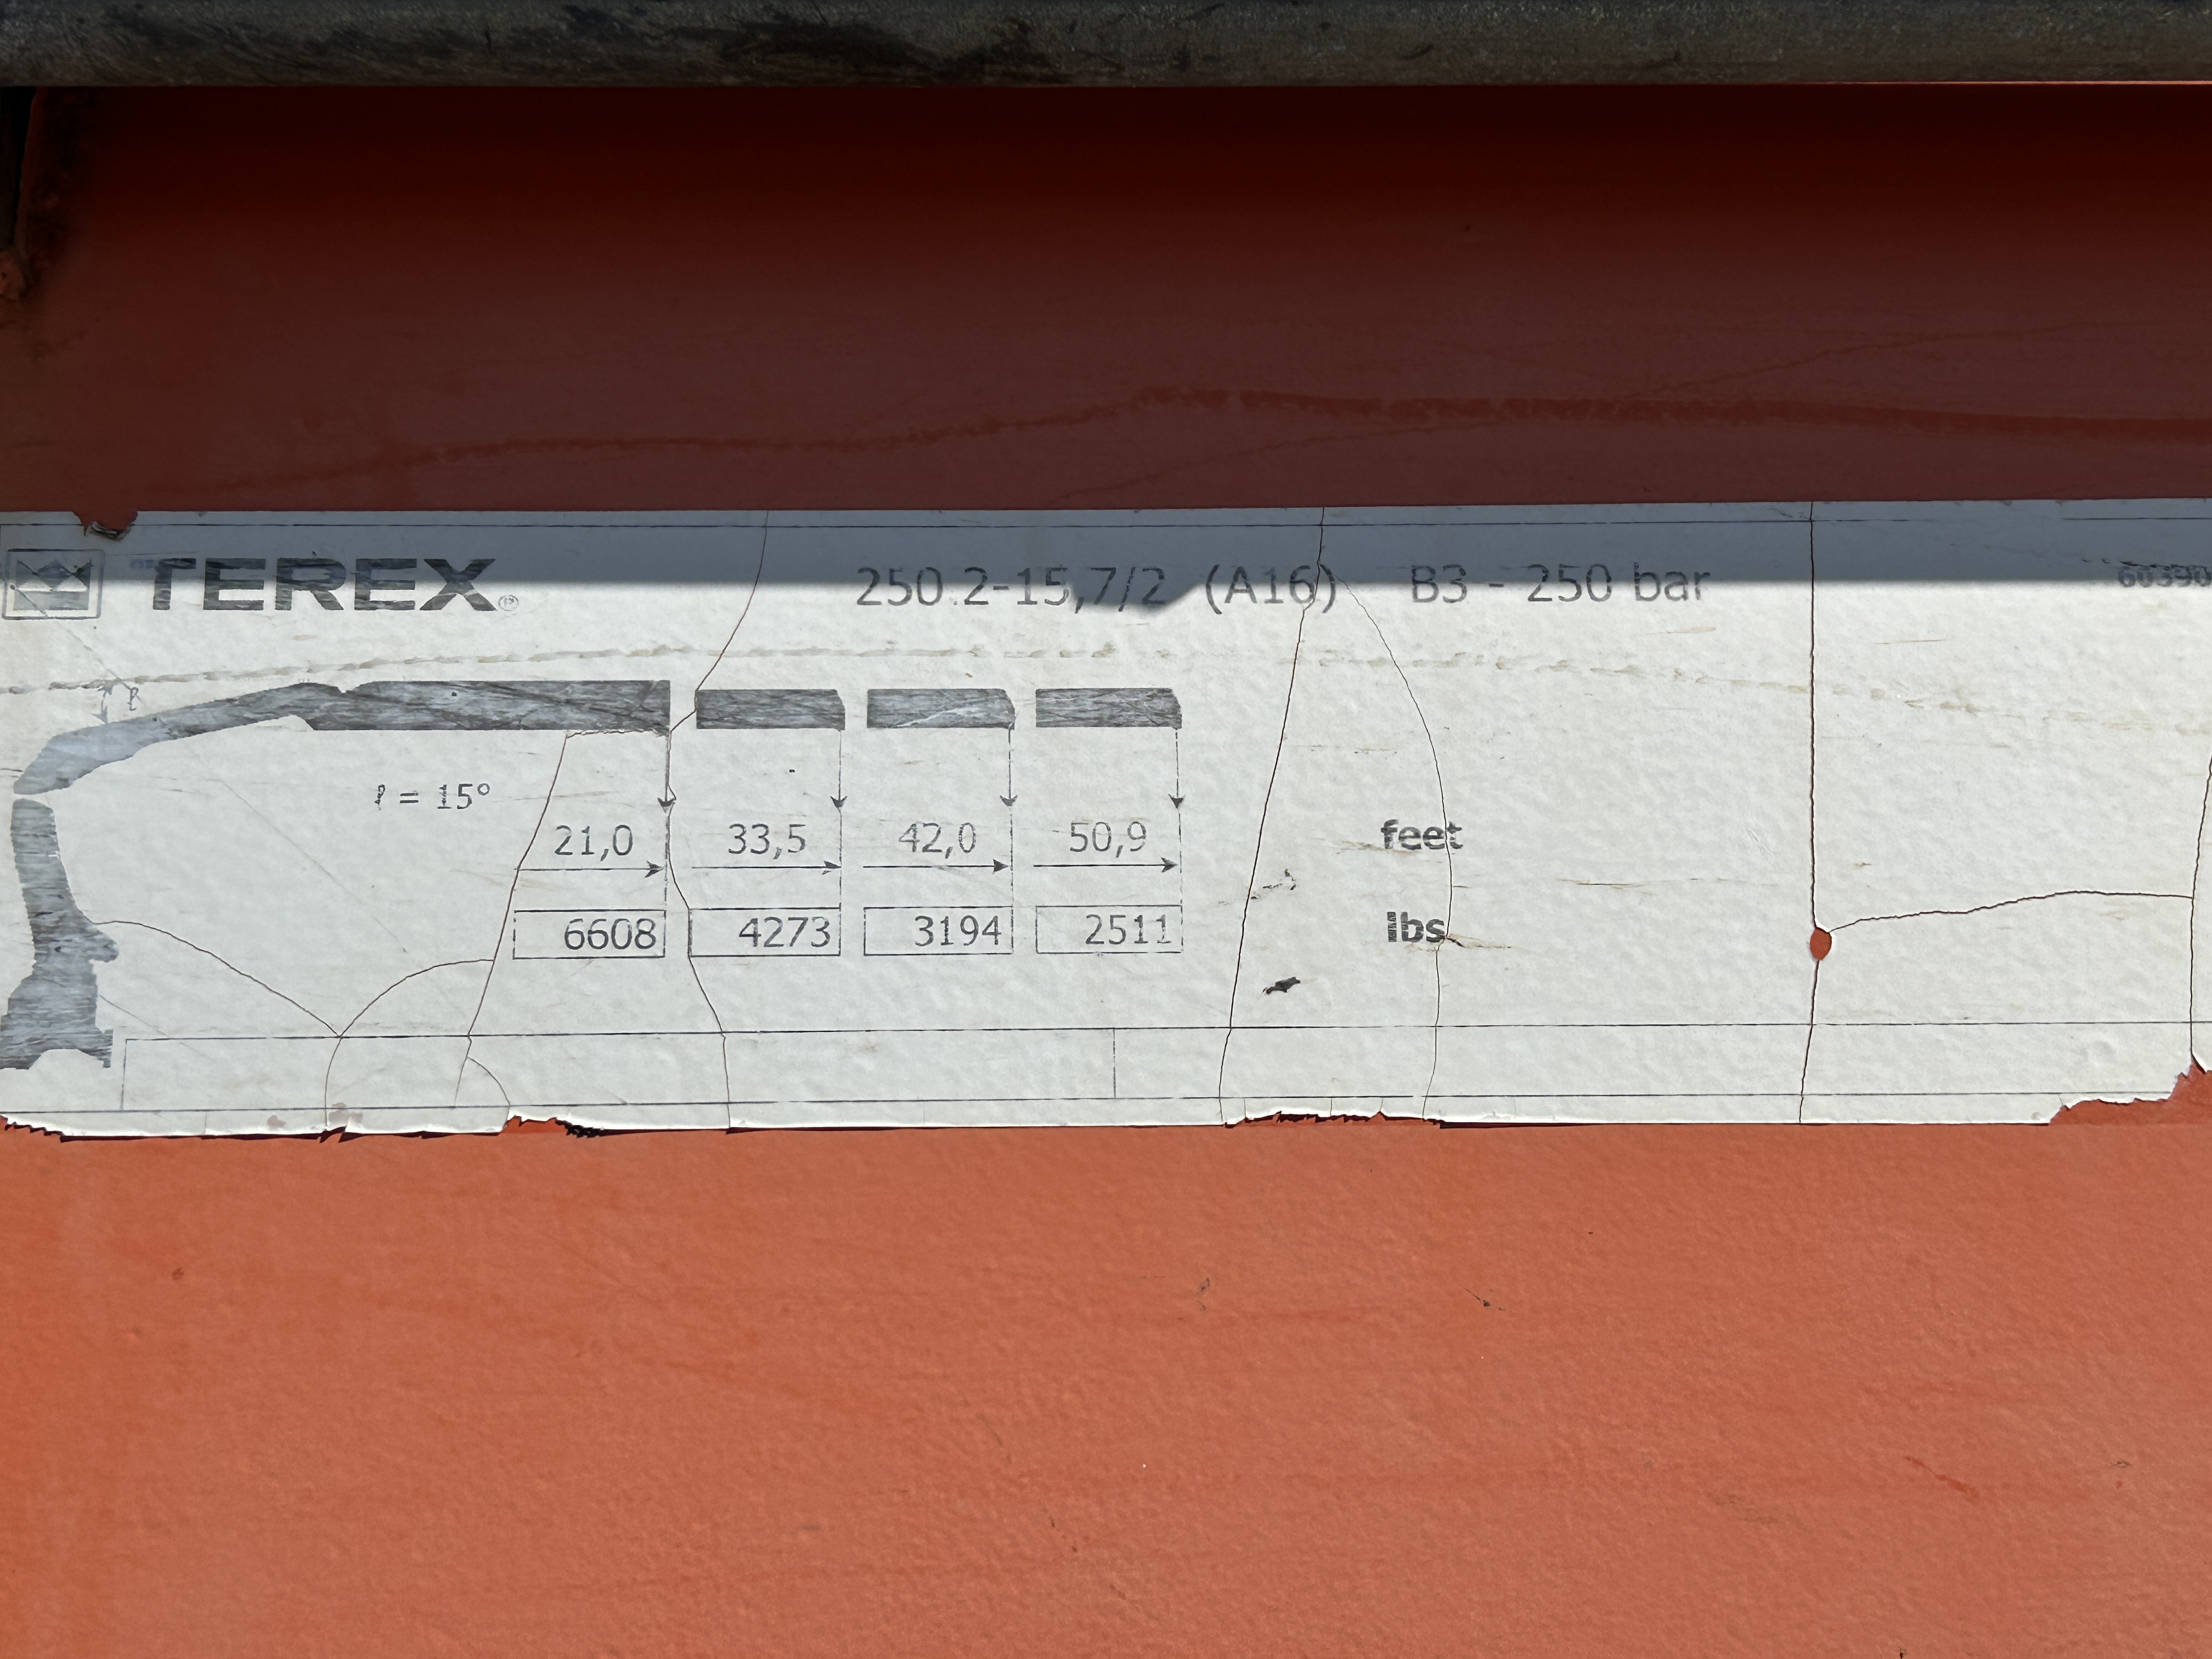 TEREX®
250.2-15,7/2 (A16) B3 - 250 bar
= 15°
21,0 33,5 42,0 50,9 feet
6608 4273 3194 2511 lbs